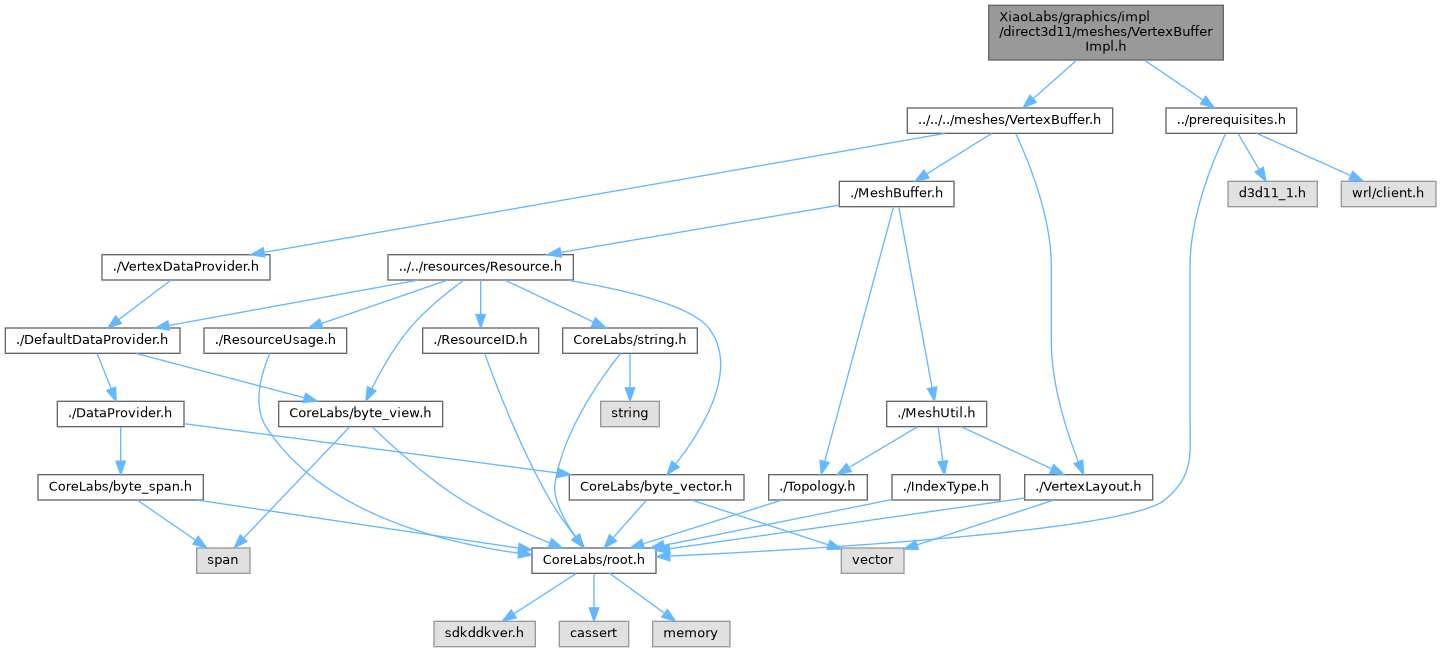 XiaoLabs/graphics/impl
/direct3d11/meshes/VertexBuffer
Impl.h
../../../meshes/VertexBuffer.h
../prerequisites.h
./MeshBuffer.h
d3d11_1.h
wrl/client.h
./VertexDataProvider.h
../../resources/Resource.h
./DefaultDataProvider.h
./ResourceUsage.h
./ResourceID.h
CoreLabs/string.h
./DataProvider.h
CoreLabs/byte_view.h
string
./MeshUtil.h
CoreLabs/byte_span.h
CoreLabs/byte_vector.h
./Topology.h
./IndexType.h
./VertexLayout.h
span
CoreLabs/root.h
vector
sdkddkver.h
cassert
memory